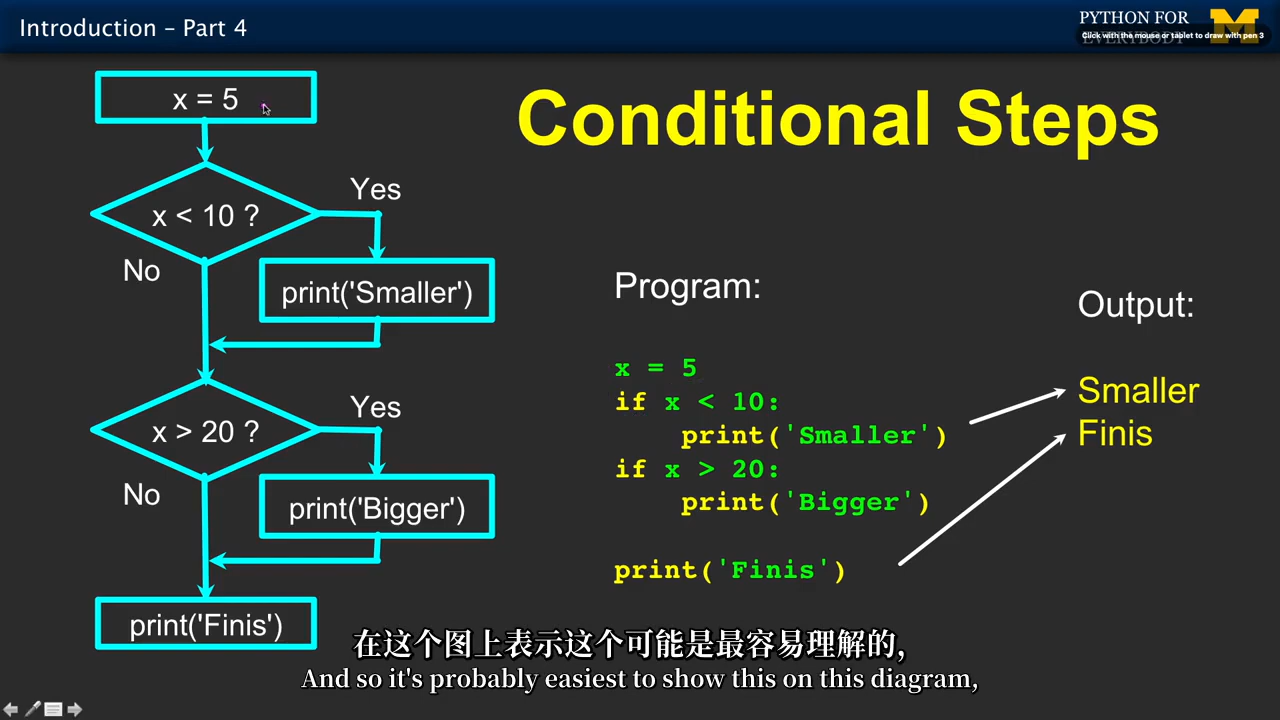 Introduction – Part 4
PYTHON FOR
EVERYBODY
Click with the mouse or tablet to draw with pen 3
Conditional Steps
x = 5
x < 10 ?
Yes
No
print('Smaller')
x > 20 ?
Yes
No
print('Bigger')
print('Finis')
Program:
x = 5
if x < 10:
    print('Smaller')
if x > 20:
    print('Bigger')
print('Finis')
Output:
Smaller
Finis
在这个图上表示这个可能是最容易理解的,
And so it's probably easiest to show this on this diagram,